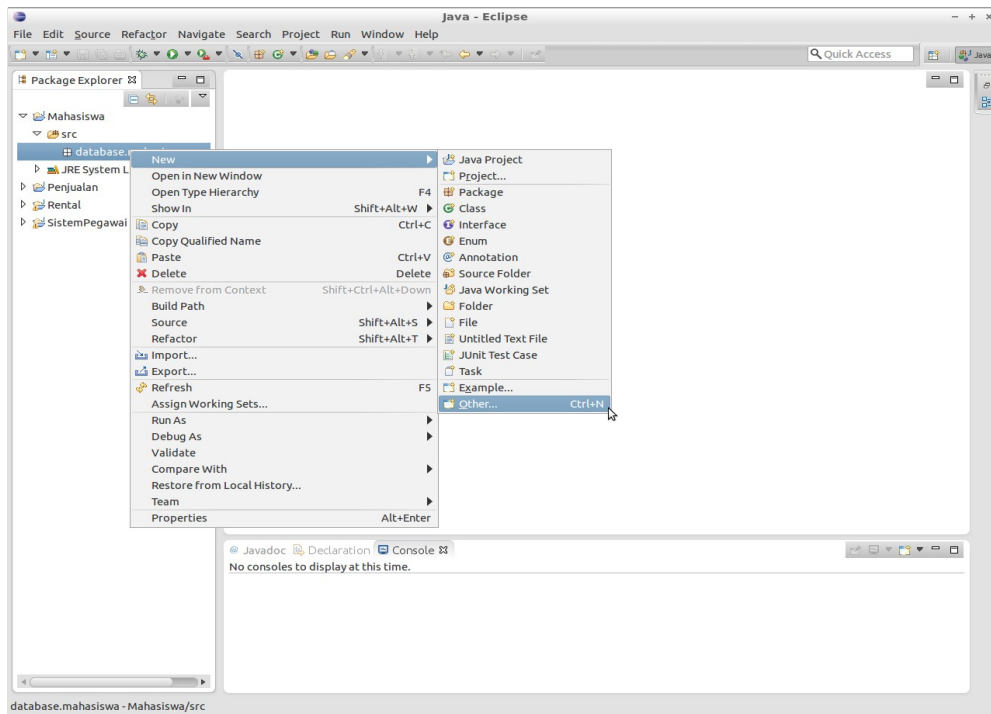 Java - Eclipse
File Edit Source Refactor Navigate Search Project Run Window Help
Quick Access
Java
Package Explorer
Mahasiswa
src
JRE System L
Penjualan
Rental
SistemPegawai
New
Open in New Window
Open Type Hierarchy F4
Show In Shift+Alt+W
Copy Ctrl+C
Copy Qualified Name
Paste Ctrl+V
Delete Delete
Remove from Context Shift+Ctrl+Alt+Down
Build Path
Source Shift+Alt+S
Refactor Shift+Alt+T
Import...
Export...
Refresh F5
Assign Working Sets...
Run As
Debug As
Validate
Compare With
Restore from Local History...
Team
Properties Alt+Enter
Java Project
Project...
Package
Class
Interface
Enum
Annotation
Source Folder
Java Working Set
Folder
File
Untitled Text File
JUnit Test Case
Task
Example...
Other... Ctrl+N
Javadoc Declaration Console
No consoles to display at this time.
database.mahasiswa - Mahasiswa/src